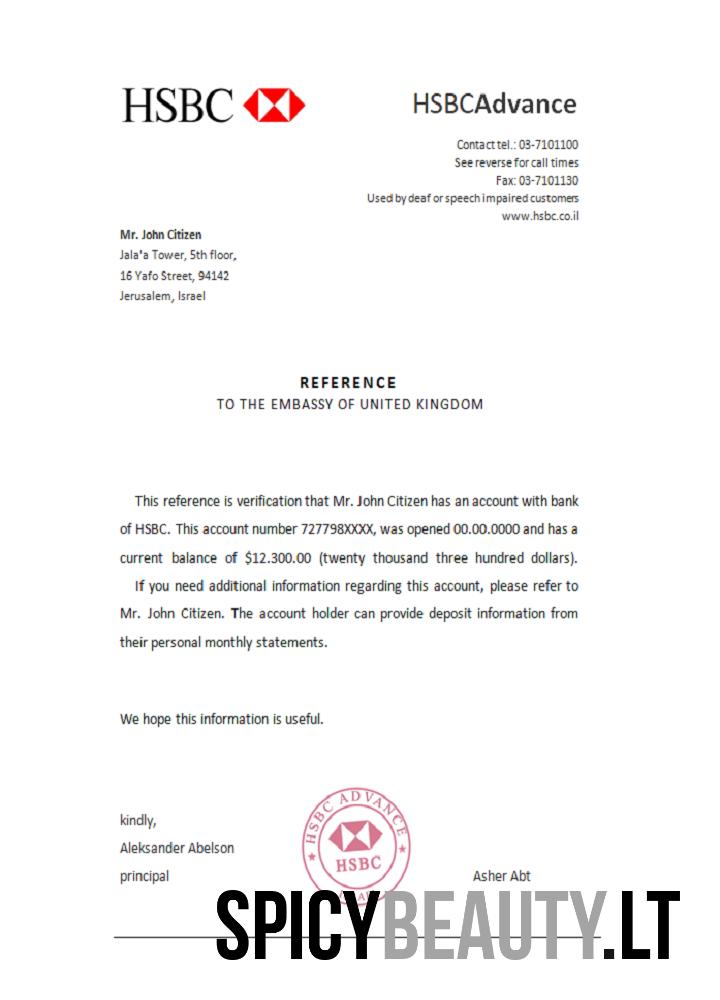 HSBC
HSBCAdvance
Contact tel.: 03-7101100
See reverse for call times
Fax: 03-7101130
Used by deaf or speech impaired customers
www.hsbc.co.il
Mr. John Citizen
Jala'a Tower, 5th floor,
16 Yafo Street, 94142
Jerusalem, Israel
REFERENCE
TO THE EMBASSY OF UNITED KINGDOM
This reference is verification that Mr. John Citizen has an account with bank
of HSBC. This account number 727798XXXX, was opened 00.00.0000 and has a
current balance of $12.300.00 (twenty thousand three hundred dollars).
If you need additional information regarding this account, please refer to
Mr. John Citizen. The account holder can provide deposit information from
their personal monthly statements.
We hope this information is useful.
kindly,
Aleksander Abelson
principal
HSBC ADVANCE
HSBC
Asher Abt
SPICYBEAUTY.LT